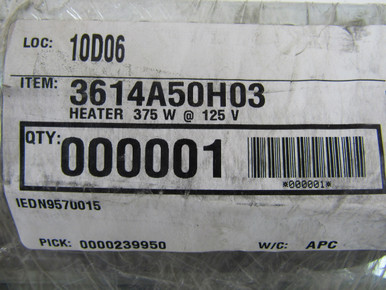 LOC: 10D06
ITEM: 3614A50H03
HEATER 375 W @ 125 V
QTY: 000001
*000001*
IEDN9570015
PICK: 0000239950 W/C: APC